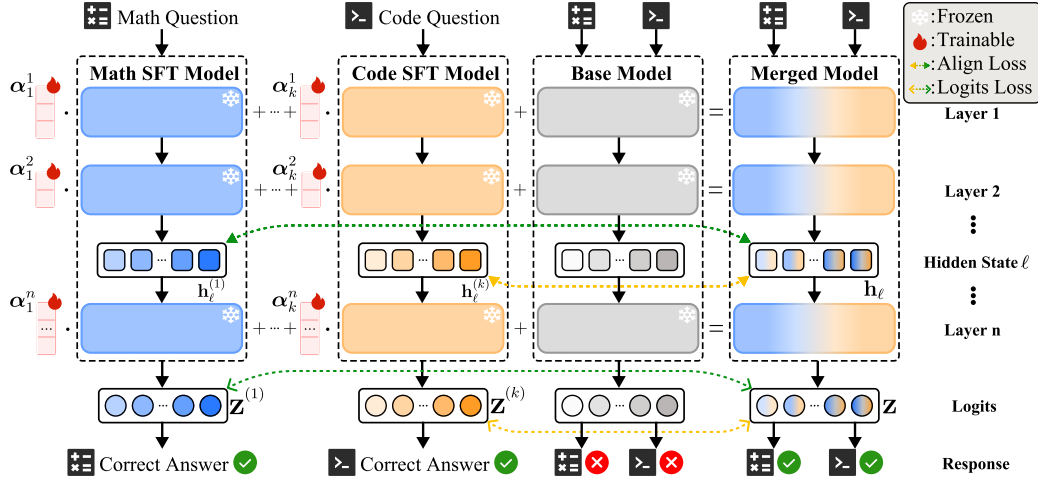 Math Question
Code Question
:Frozen
:Trainable
:Align Loss
:Logits Loss
Math SFT Model
Code SFT Model
Base Model
Merged Model
α₁¹ · + ··· + αₖ¹ · + = Layer 1
α₁² · + ··· + αₖ² · + = Layer 2
... ... ... ...
h_ℓ^(1) h_ℓ^(k) h_ℓ Hidden State ℓ
α₁ⁿ ... · + ··· + αₖⁿ ... · + = Layer n
... Z^(1) ... Z^(k) ... ... Z Logits
Correct Answer Correct Answer Response